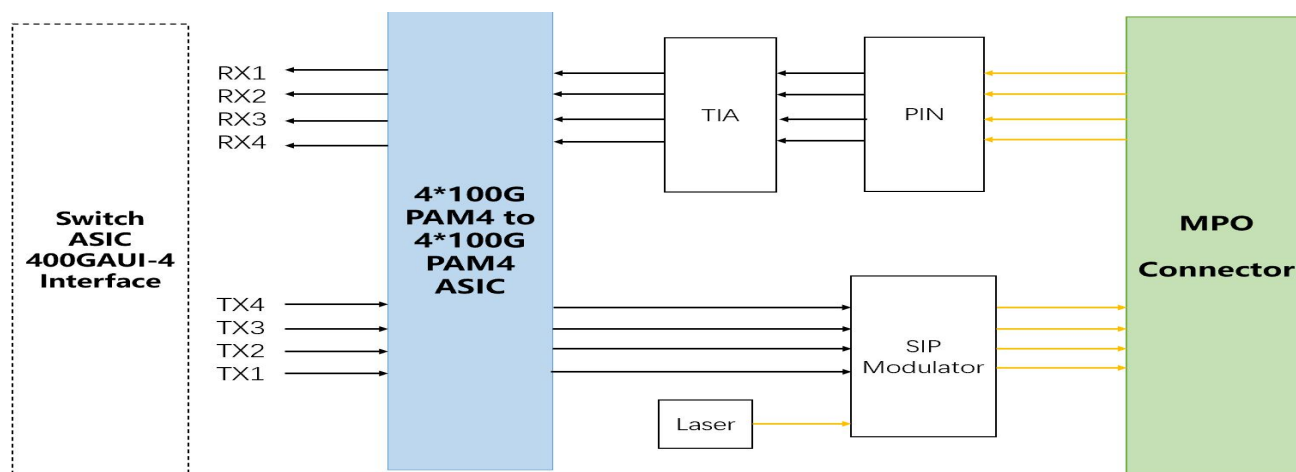 Switch
ASIC
400GAUI-4
Interface
RX1
RX2
RX3
RX4
TX4
TX3
TX2
TX1
4*100G
PAM4 to
4*100G
PAM4
ASIC
TIA
PIN
SIP
Modulator
Laser
MPO
Connector